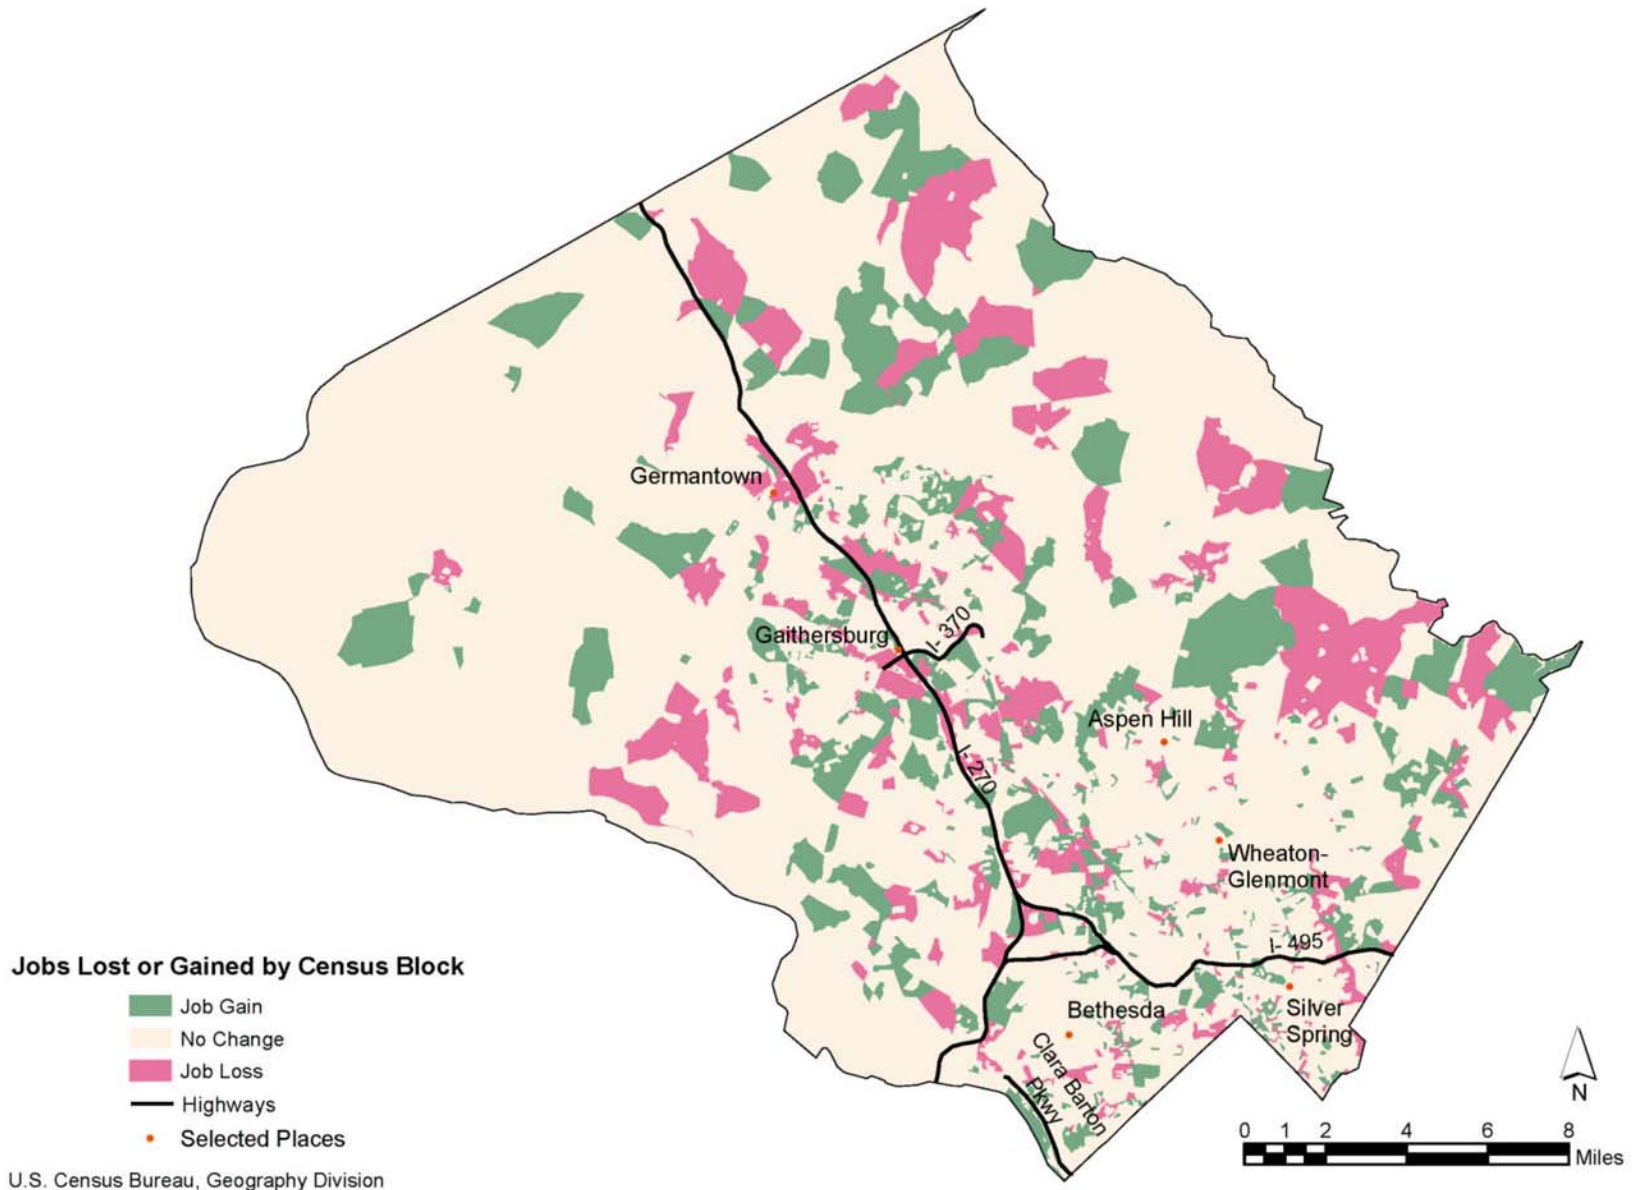 Germantown
Gaithersburg
I- 370
Aspen Hill
I- 270
Wheaton-
Glenmont
I- 495
Bethesda
Silver
Spring
Clara Barton
Pkwy
Jobs Lost or Gained by Census Block
Job Gain
No Change
Job Loss
Highways
Selected Places
N
0 1 2 4 6 8
Miles
U.S. Census Bureau, Geography Division